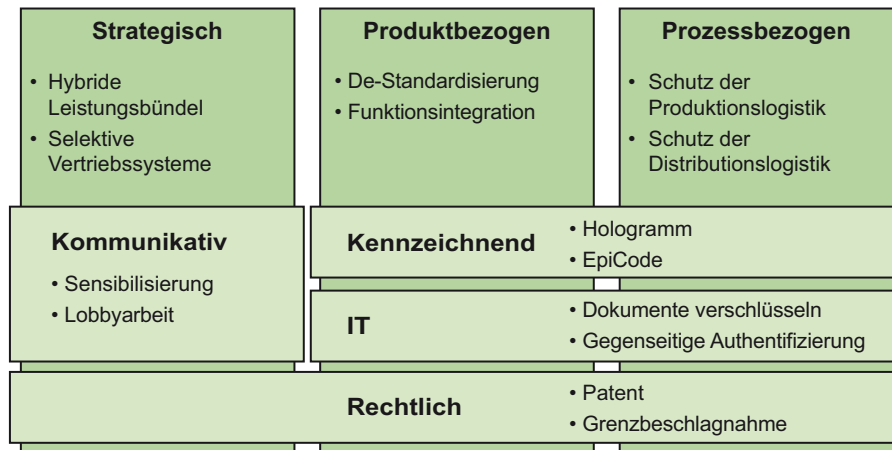 Strategisch
• Hybride
Leistungsbündel
• Selektive
Vertriebssysteme
Produktbezogen
• De-Standardisierung
• Funktionsintegration
Prozessbezogen
• Schutz der
Produktionslogistik
• Schutz der
Distributionslogistik
Kommunikativ
• Sensibilisierung
• Lobbyarbeit
Kennzeichnend
• Hologramm
• EpiCode
IT
• Dokumente verschlüsseln
• Gegenseitige Authentifizierung
Rechtlich
• Patent
• Grenzbeschlagnahme